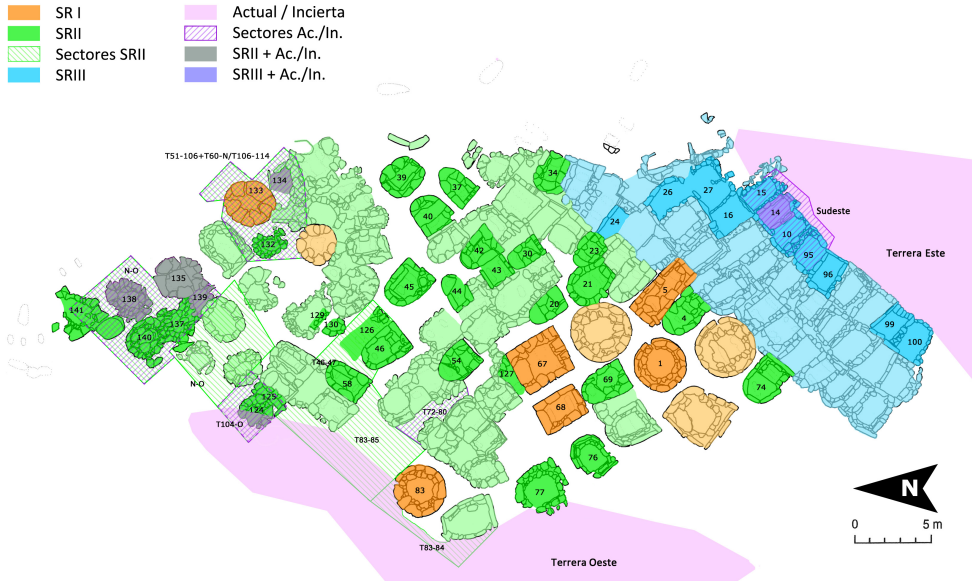 SR I
SRII
Sectores SRII
SRIII
Actual / Incierta
Sectores Ac./In.
SRII + Ac./In.
SRIII + Ac./In.
T51-106+T60-N/T106-114
134
133
132
39
37
40
34
26
27
24
16
15
14
10
95
96
Sudeste
Terrera Este
N-O
135
138
139
141
137
140
129
130
126
46
45
42
43
44
30
23
21
20
5
4
99
100
N-O
T46-47
58
54
127
67
1
69
74
125
124
T104-O
T72-80
68
T83-85
83
76
77
T83-84
Terrera Oeste
N
0 5 m